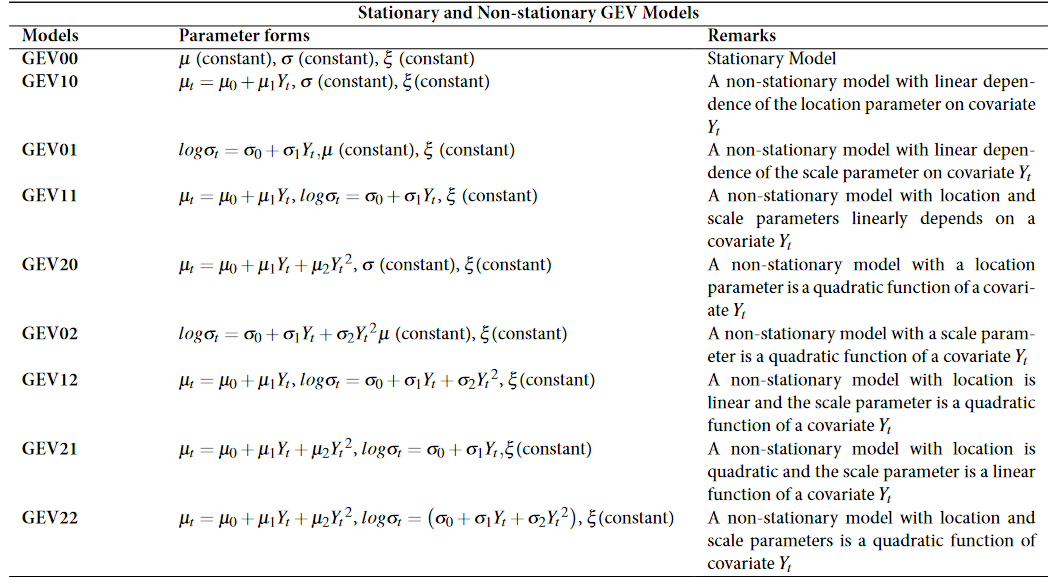 Stationary and Non-stationary GEV Models
Models Parameter forms Remarks
GEV00 μ (constant), σ (constant), ξ (constant) Stationary Model
GEV10 μₜ = μ₀ + μ₁Yₜ, σ (constant), ξ(constant) A non-stationary model with linear depen-
dence of the location parameter on covariate
Yₜ
GEV01 logσₜ = σ₀ + σ₁Yₜ,μ (constant), ξ (constant) A non-stationary model with linear depen-
dence of the scale parameter on covariate Yₜ
GEV11 μₜ = μ₀ + μ₁Yₜ, logσₜ = σ₀ + σ₁Yₜ, ξ (constant) A non-stationary model with location and
scale parameters linearly depends on a
covariate Yₜ
GEV20 μₜ = μ₀ + μ₁Yₜ + μ₂Yₜ², σ (constant), ξ(constant) A non-stationary model with a location
parameter is a quadratic function of a covari-
ate Yₜ
GEV02 logσₜ = σ₀ + σ₁Yₜ + σ₂Yₜ²μ (constant), ξ(constant) A non-stationary model with a scale param-
eter is a quadratic function of a covariate Yₜ
GEV12 μₜ = μ₀ + μ₁Yₜ, logσₜ = σ₀ + σ₁Yₜ + σ₂Yₜ², ξ(constant) A non-stationary model with location is
linear and the scale parameter is a quadratic
function of a covariate Yₜ
GEV21 μₜ = μ₀ + μ₁Yₜ + μ₂Yₜ², logσₜ = σ₀ + σ₁Yₜ,ξ(constant) A non-stationary model with location is
quadratic and the scale parameter is a linear
function of a covariate Yₜ
GEV22 μₜ = μ₀ + μ₁Yₜ + μ₂Yₜ², logσₜ = (σ₀ + σ₁Yₜ + σ₂Yₜ²), ξ(constant) A non-stationary model with location and
scale parameters is a quadratic function of
covariate Yₜ